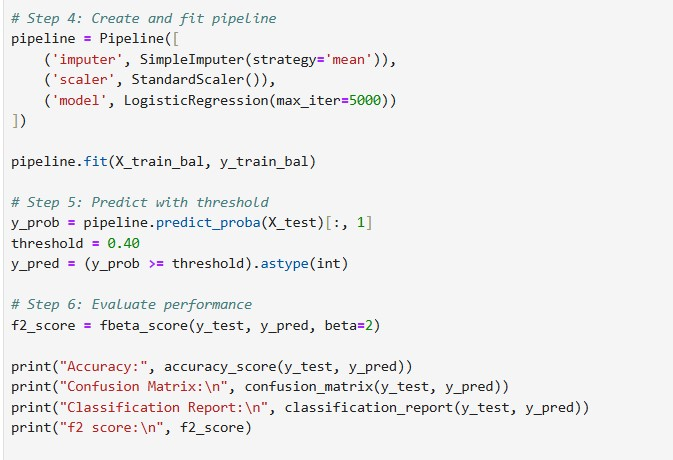 # Step 4: Create and fit pipeline
pipeline = Pipeline([
    ('imputer', SimpleImputer(strategy='mean')),
    ('scaler', StandardScaler()),
    ('model', LogisticRegression(max_iter=5000))
])

pipeline.fit(X_train_bal, y_train_bal)

# Step 5: Predict with threshold
y_prob = pipeline.predict_proba(X_test)[:, 1]
threshold = 0.40
y_pred = (y_prob >= threshold).astype(int)

# Step 6: Evaluate performance
f2_score = fbeta_score(y_test, y_pred, beta=2)

print("Accuracy:", accuracy_score(y_test, y_pred))
print("Confusion Matrix:\n", confusion_matrix(y_test, y_pred))
print("Classification Report:\n", classification_report(y_test, y_pred))
print("f2 score:\n", f2_score)